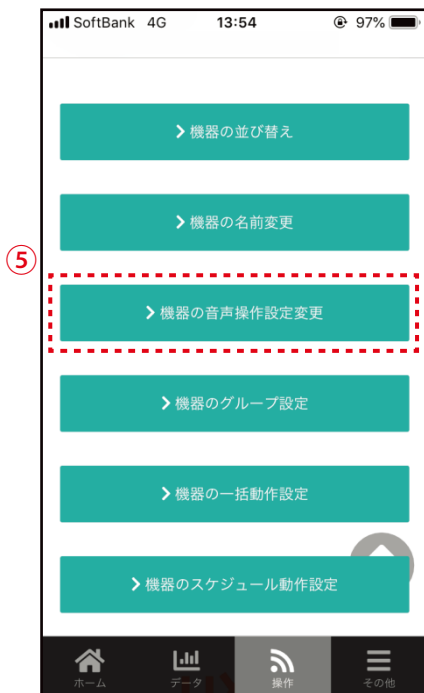 SoftBank 4G 13:54 97%
機器の並び替え
機器の名前変更
⑤
機器の音声操作設定変更
機器のグループ設定
機器の一括動作設定
機器のスケジュール動作設定
ホーム データ 操作 その他